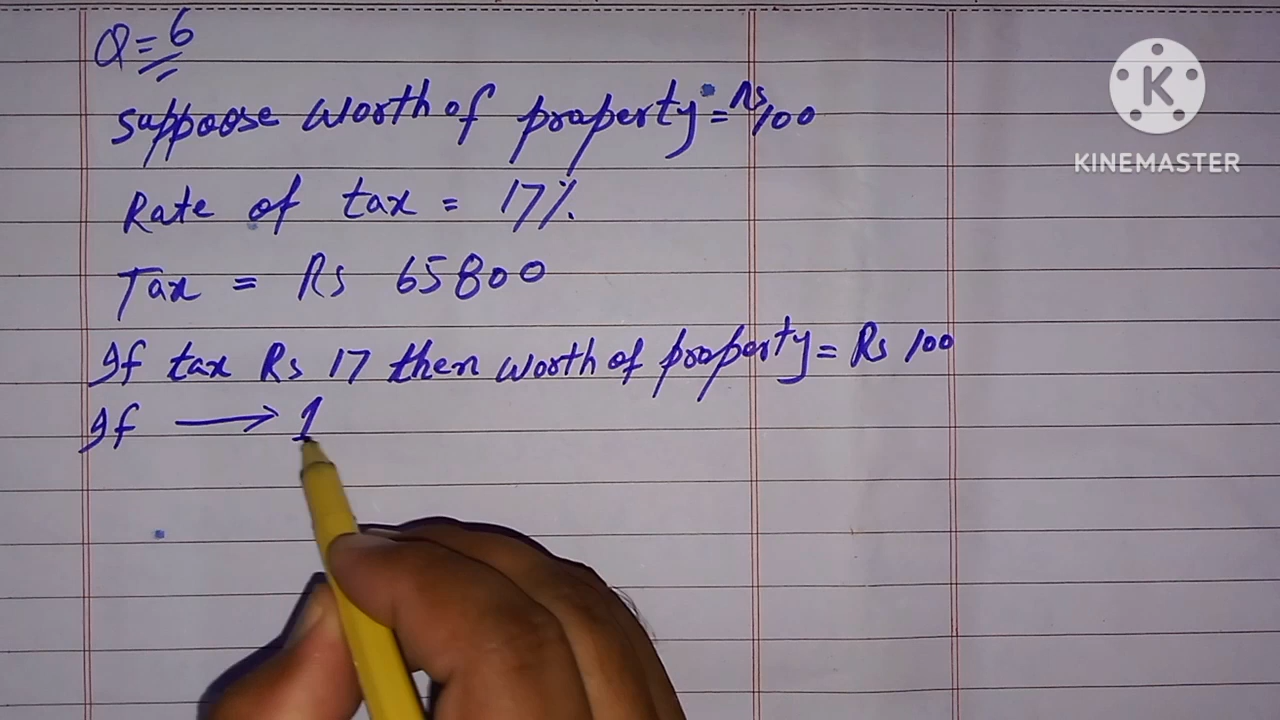 Q = 6
Suppose worth of property = Rs 100
Rate of tax = 17%.
Tax = Rs 65800
If tax Rs 17 then worth of property = Rs 100
If → 1
K
KINEMASTER